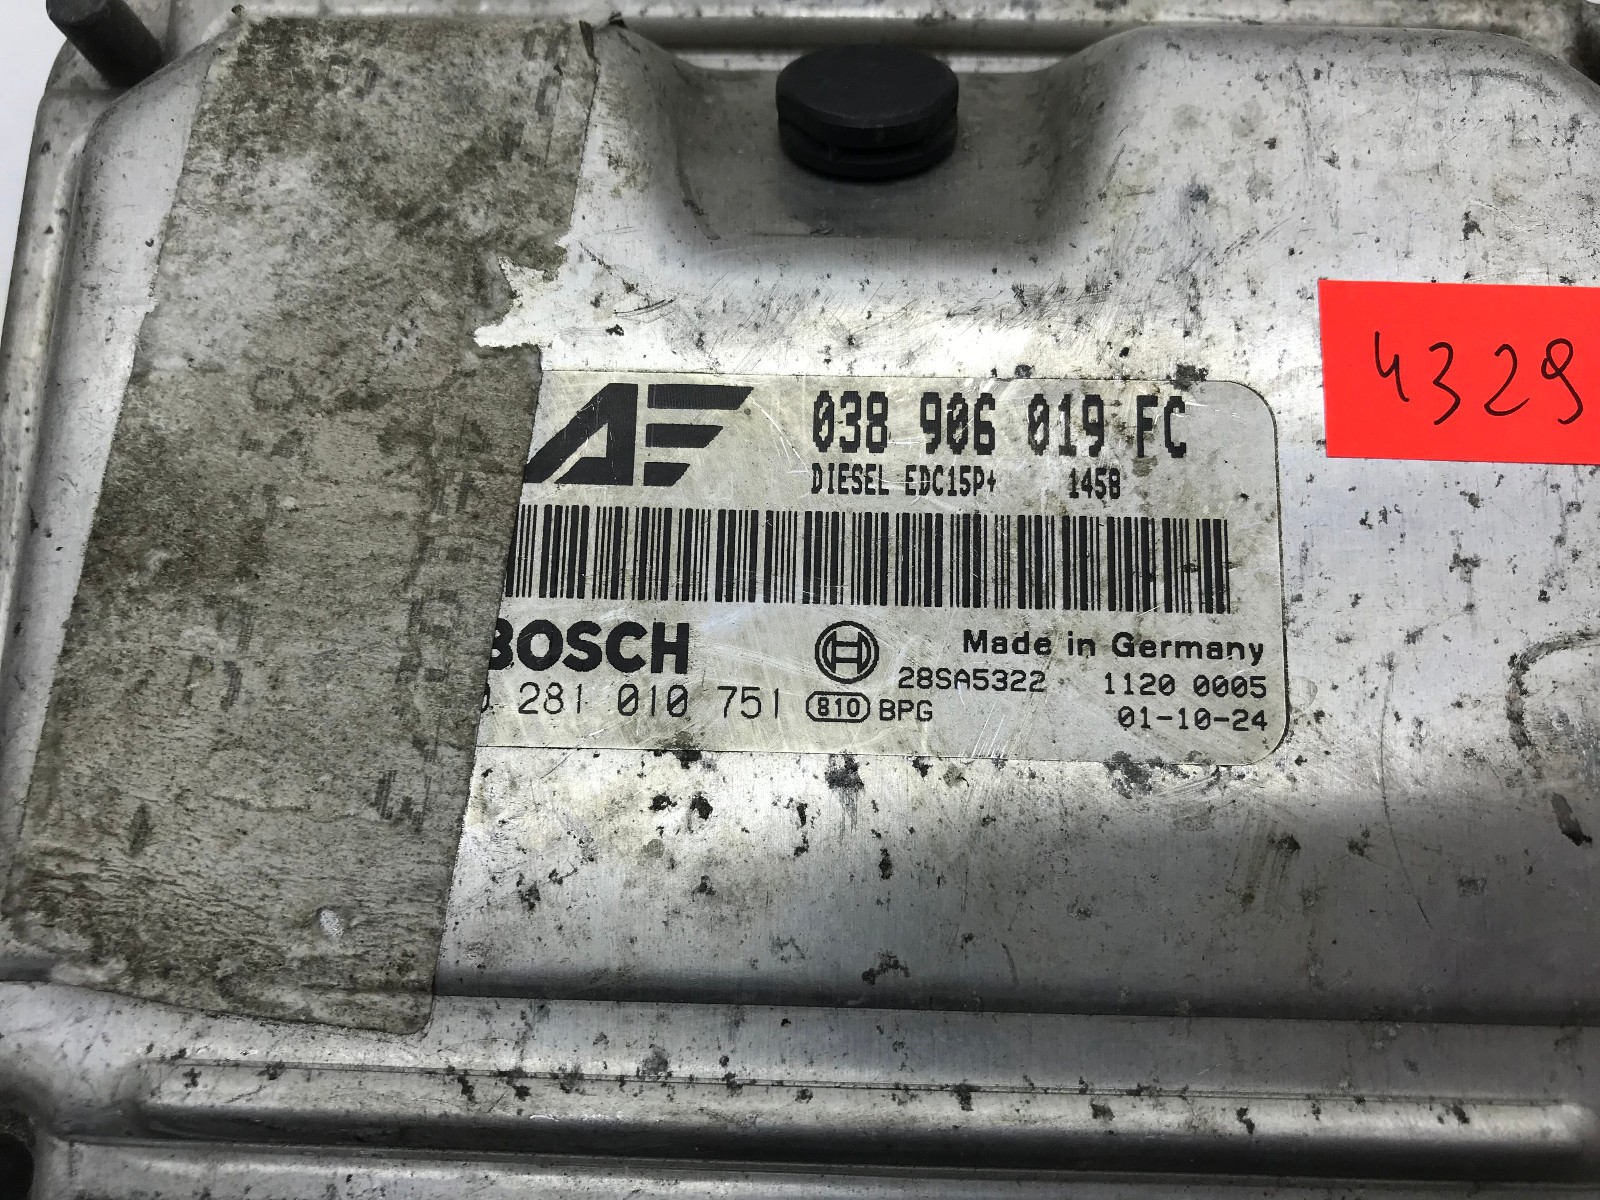 AF
038 906 019 FC
DIESEL EDC15P+ 1458
BOSCH
Made in Germany
28SA5322 1120 0005
0 281 010 751 810 BPG
01-10-24
4329